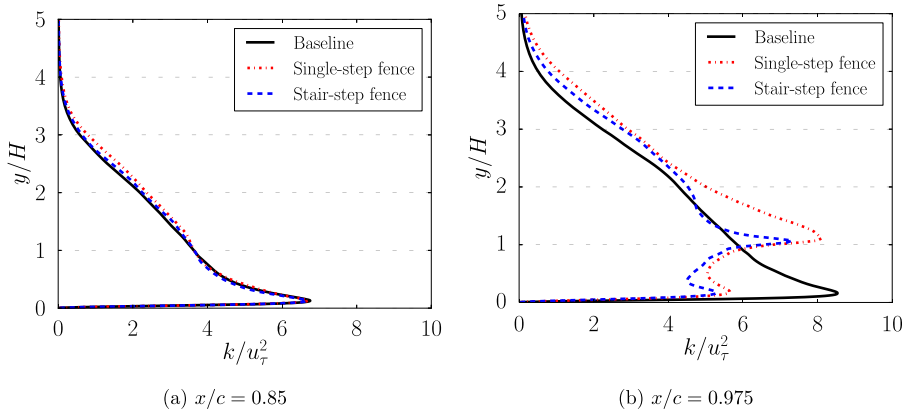 5
4
3
2
1
0
y/H
Baseline
Single-step fence
Stair-step fence
0 2 4 6 8 10
k/u_τ^2
(a) x/c = 0.85
5
4
3
2
1
0
y/H
Baseline
Single-step fence
Stair-step fence
0 2 4 6 8 10
k/u_τ^2
(b) x/c = 0.975